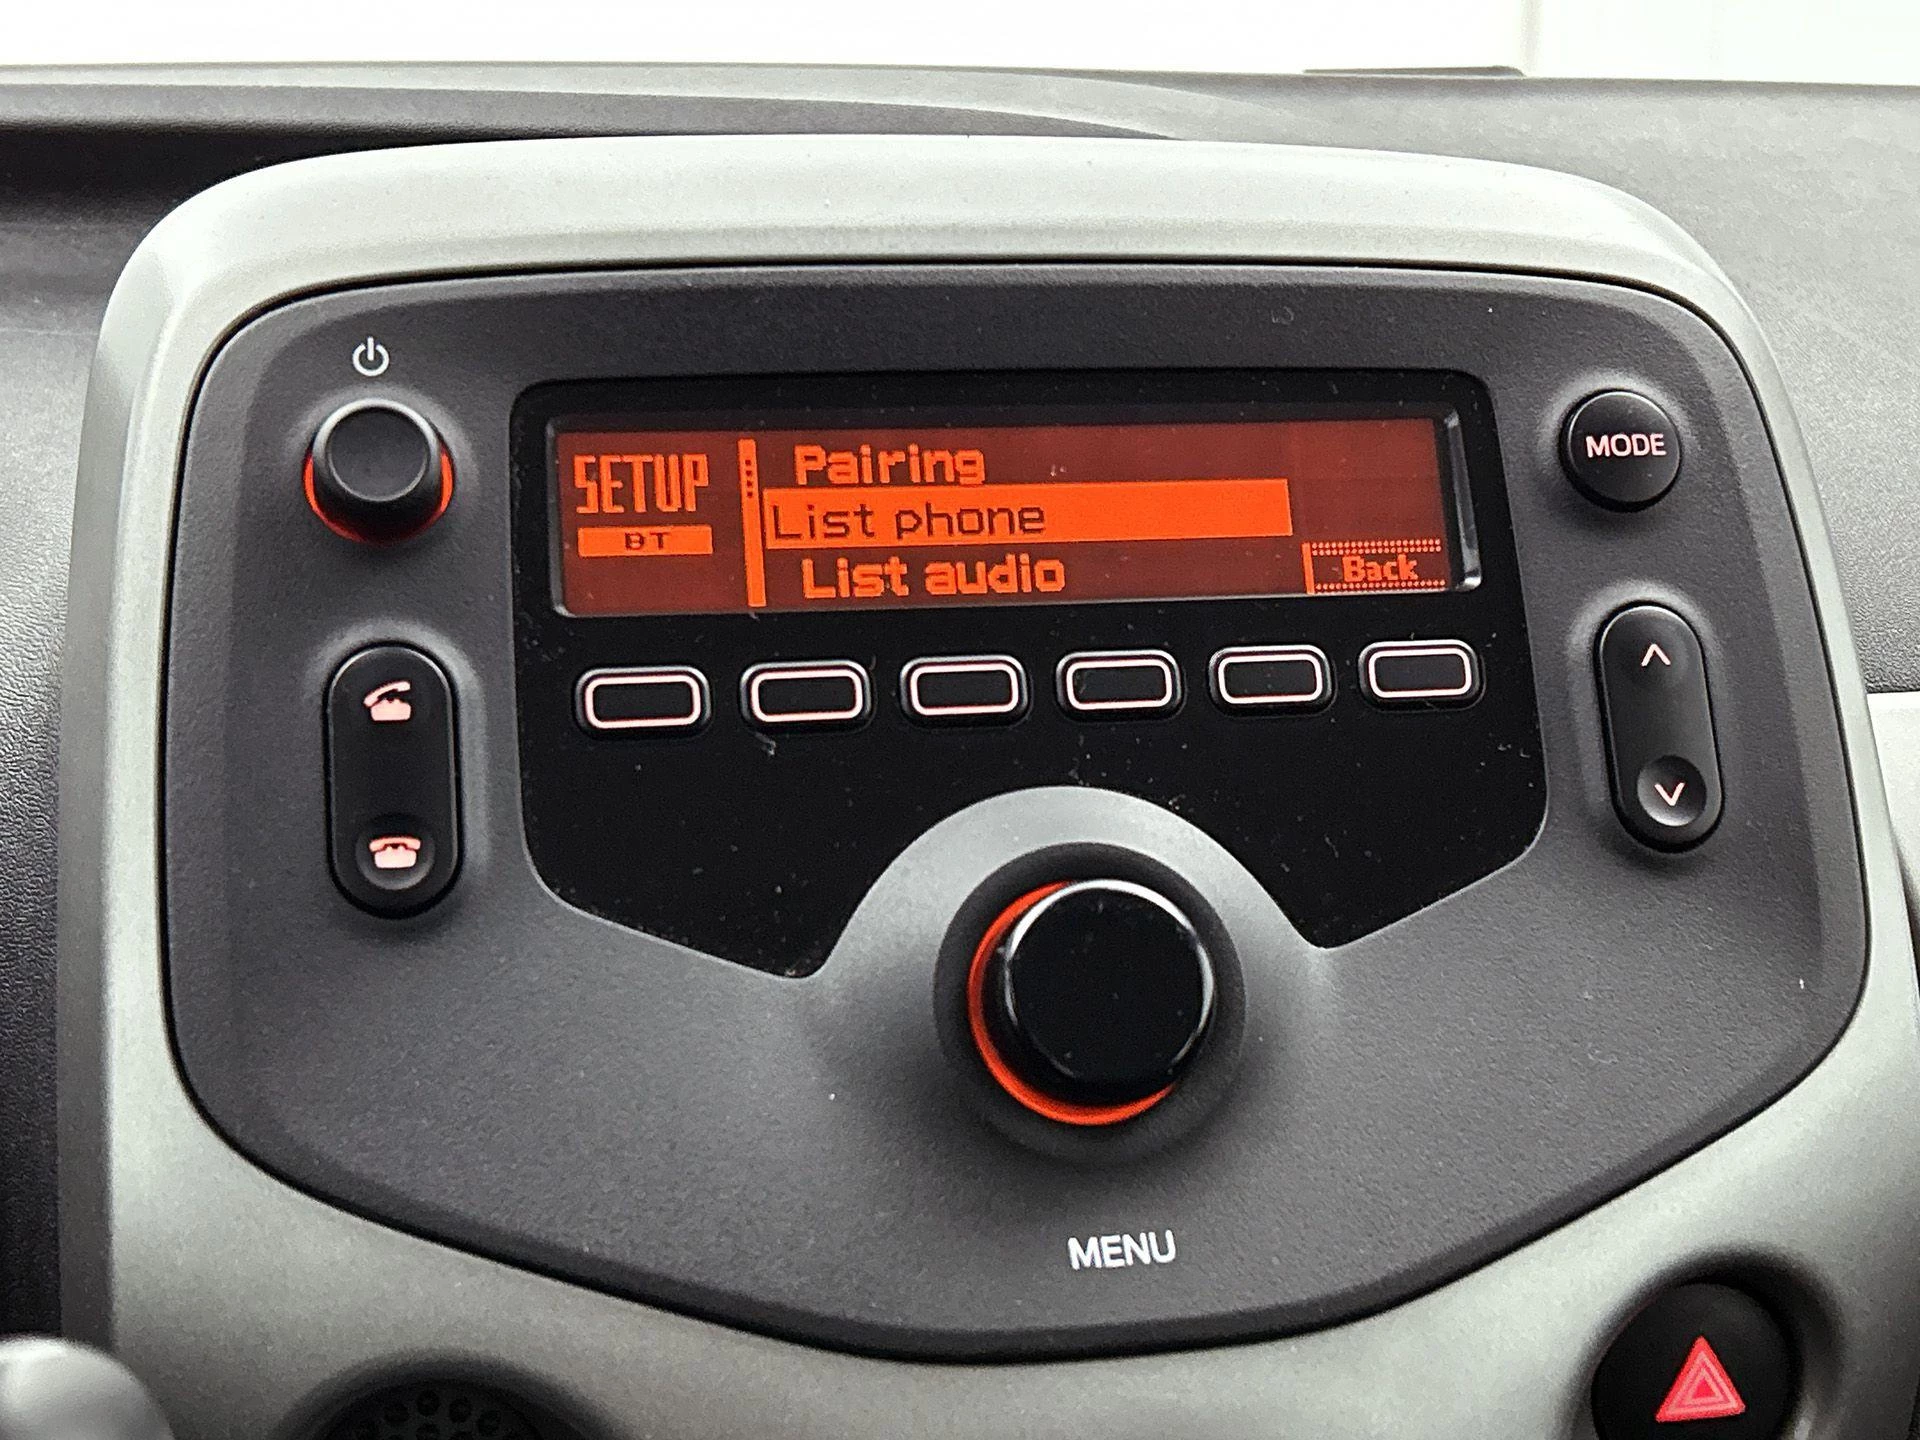 MODE
SETUP
BT
Pairing
List phone
List audio
Back
MENU